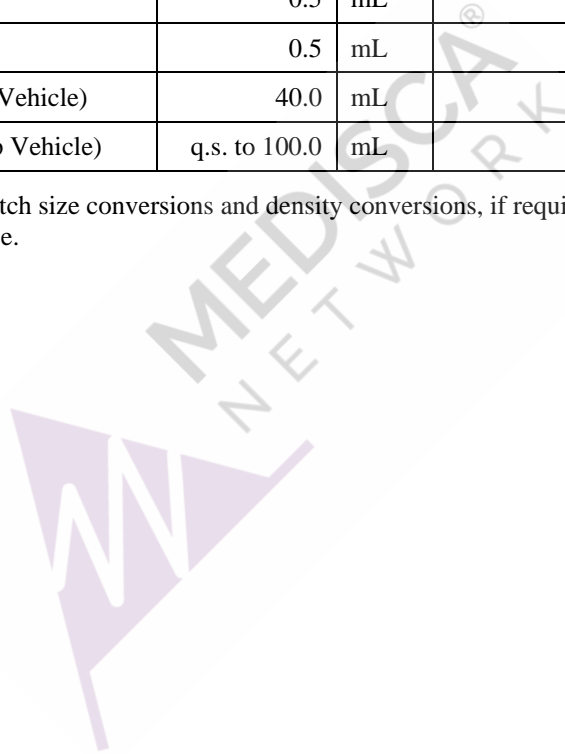 0.5 mL
0.5 mL
Vehicle) 40.0 mL
Vehicle) q.s. to 100.0 mL
tch size conversions and density conversions, if requi
e.
MEDISCA®
NETWORK